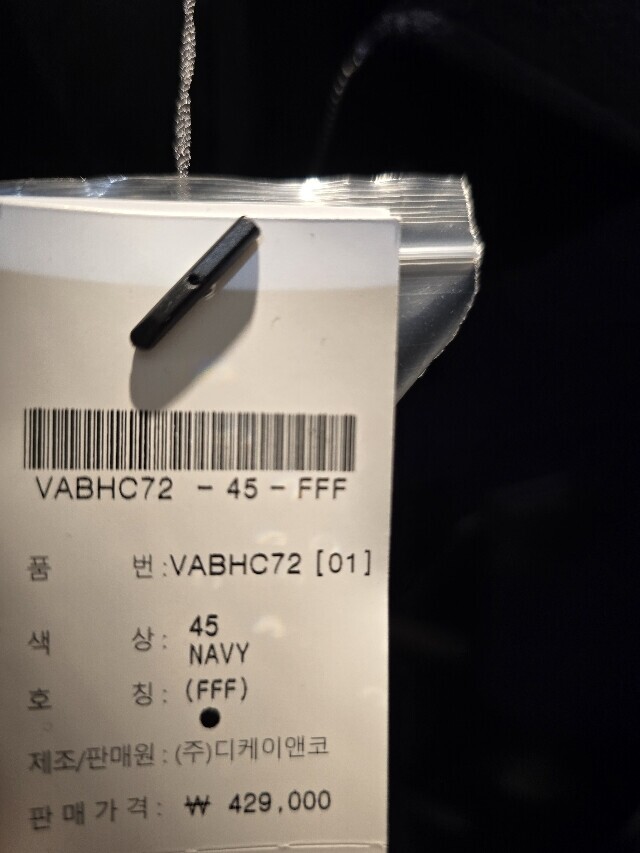 VABHC72 - 45 - FFF
품 번 : VABHC72 [01]
색 상 : 45
NAVY
호 칭 : (FFF)
제조/판매원 : (주)디케이앤코
판 매 가 격 : ₩ 429,000